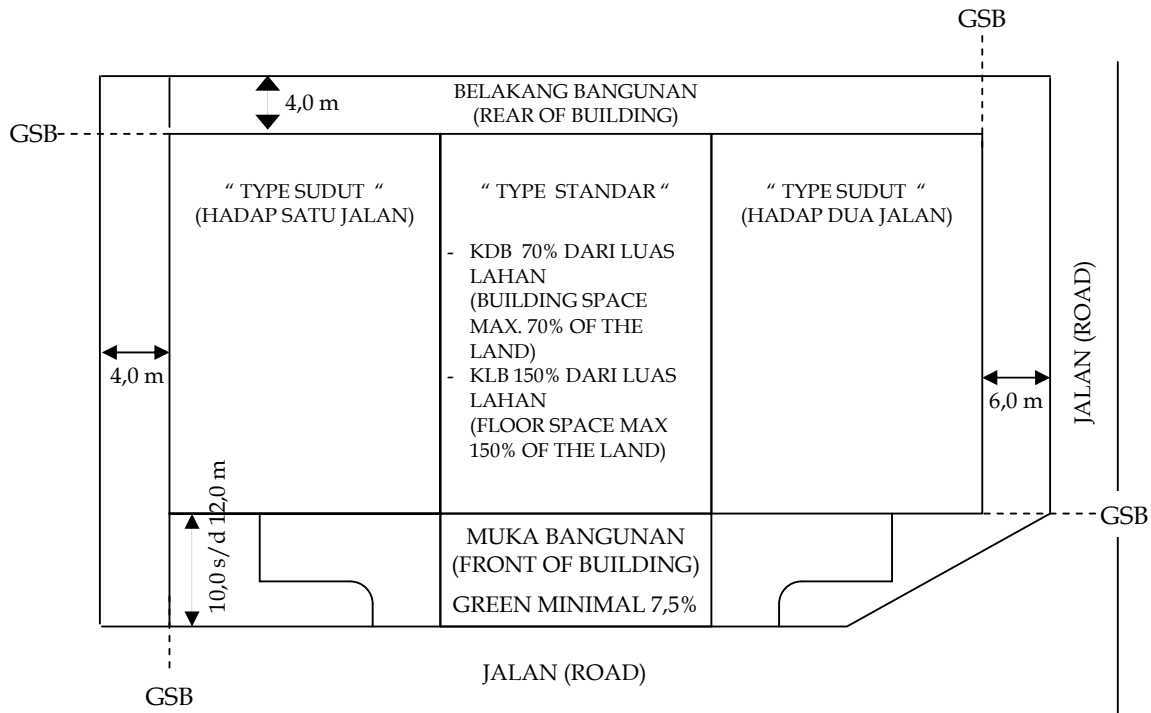 GSB
BELAKANG BANGUNAN
(REAR OF BUILDING)
4,0 m
GSB
“ TYPE SUDUT “
(HADAP SATU JALAN)
“ TYPE STANDAR “
- KDB 70% DARI LUAS
LAHAN
(BUILDING SPACE
MAX. 70% OF THE
LAND)
- KLB 150% DARI LUAS
LAHAN
(FLOOR SPACE MAX
150% OF THE LAND)
“ TYPE SUDUT “
(HADAP DUA JALAN)
4,0 m
6,0 m
JALAN (ROAD)
10,0 s/d 12,0 m
MUKA BANGUNAN
(FRONT OF BUILDING)
GREEN MINIMAL 7,5%
GSB
JALAN (ROAD)
GSB